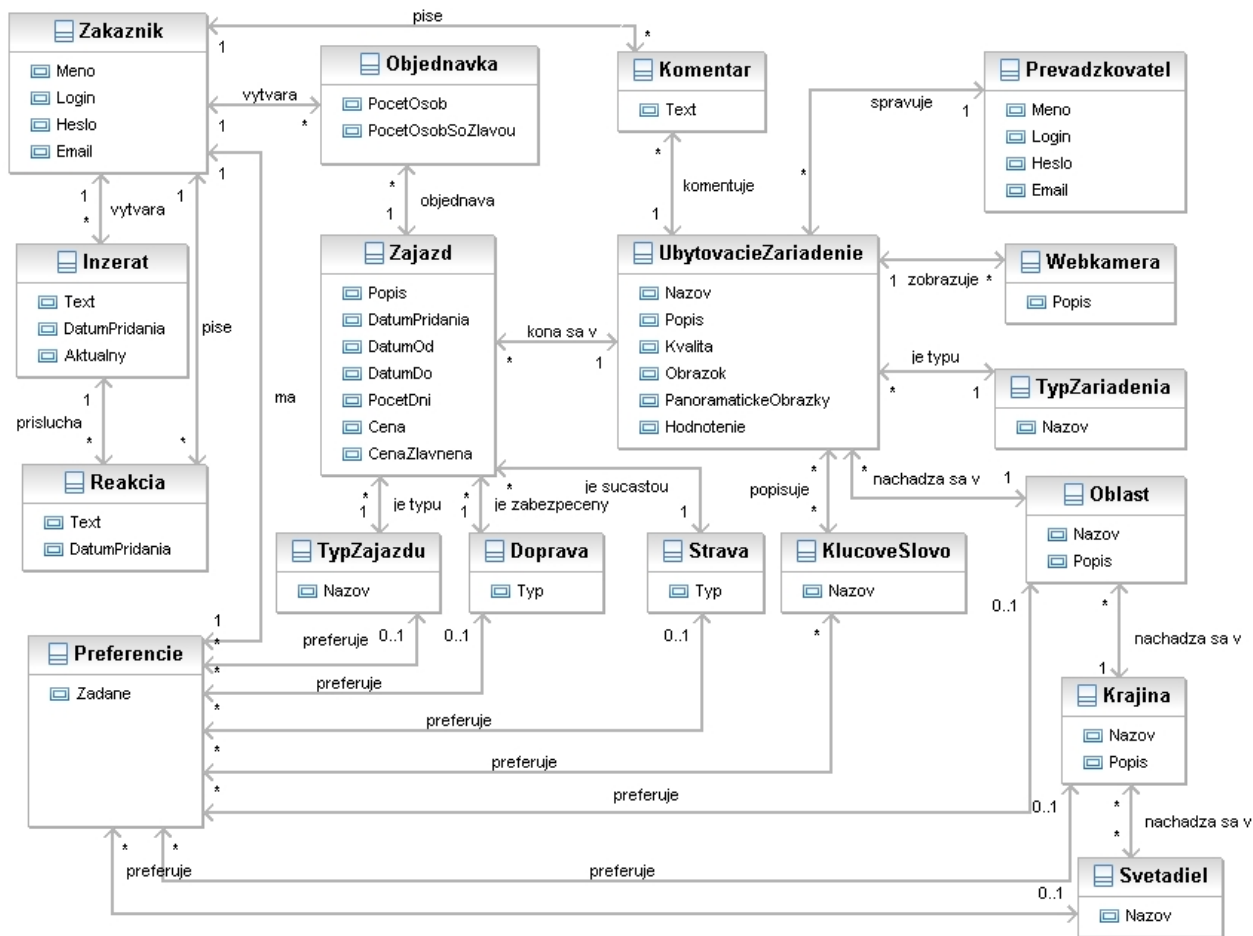 pise
Zakaznik
1
*
Meno
Login
Heslo
Email
vytvara
1
*
1
Objednavka
PocetOsob
PocetOsobSoZlavou
Komentar
Text
Prevadzkovatel
Meno
Login
Heslo
Email
spravuje
1
*
1
*
vytvara
1
*
objednava
1
*
komentuje
1
Inzerat
Text
DatumPridania
Aktualny
pise
Zajazd
Popis
DatumPridania
DatumOd
DatumDo
PocetDni
Cena
CenaZlavnena
kona sa v
*
1
UbytovacieZariadenie
Nazov
Popis
Kvalita
Obrazok
PanoramatickeObrazky
Hodnotenie
1
zobrazuje
*
Webkamera
Popis
je typu
*
1
TypZariadenia
Nazov
1
prislucha
*
*
ma
Reakcia
Text
DatumPridania
*
1
je typu
*
1
je zabezpeceny
*
je sucastou
1
*
popisuje
*
*
nachadza sa v
1
Oblast
Nazov
Popis
TypZajazdu
Nazov
Doprava
Typ
Strava
Typ
KlucoveSlovo
Nazov
1
*
preferuje
0..1
0..1
0..1
*
0..1
*
nachadza sa v
1
Preferencie
Zadane
*
preferuje
*
preferuje
*
preferuje
*
preferuje
0..1
Krajina
Nazov
Popis
*
*
nachadza sa v
*
preferuje
*
preferuje
0..1
Svetadiel
Nazov